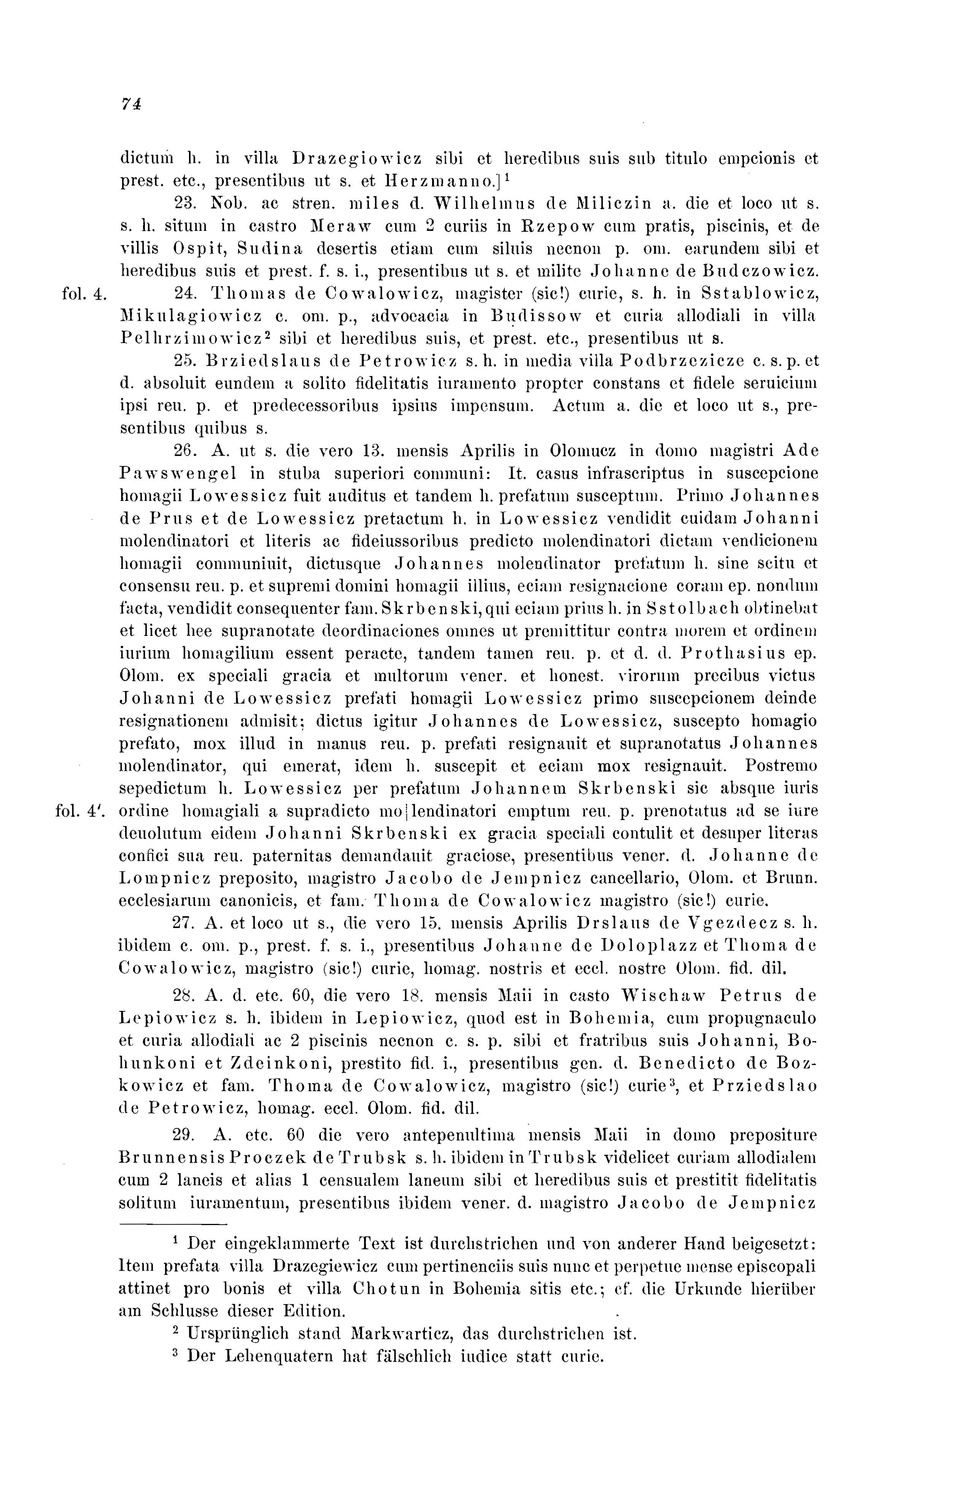 74
dictum h. in villa Drazegiowicz sibi et heredibus suis sub titulo empcionis et
prest. etc., presentibus ut s. et Herzmanno.]¹
23. Nob. ac stren. miles d. Wilhelmus de Miliczin a. die et loco ut s.
s. h. situm in castro Meraw cum 2 curiis in Rzepow cum pratis, piscinis, et de
villis Ospit, Sudina desertis etiam cum siluis necnon p. om. earundem sibi et
heredibus suis et prest. f. s. i., presentibus ut s. et milite Johanne de Budczowicz.
fol. 4. 24. Thomas de Cowalowicz, magister (sic!) curie, s. h. in Sstablowicz,
Mikulagiowicz c. om. p., advocacia in Budissow et curia allodiali in villa
Pelhrzimowicz² sibi et heredibus suis, et prest. etc., presentibus ut s.
25. Brziedslaus de Petrowicz s. h. in media villa Podbrzezicze c. s. p. et
d. absoluit eundem a solito fidelitatis iuramento propter constans et fidele seruicium
ipsi reu. p. et predecessoribus ipsius impensum. Actum a. die et loco ut s., pre-
sentibus quibus s.
26. A. ut s. die vero 13. mensis Aprilis in Olomucz in domo magistri Ade
Pawswengel in stuba superiori communi: It. casus infrascriptus in suscepcione
homagii Lowessicz fuit auditus et tandem h. prefatum susceptum. Primo Johannes
de Prus et de Lowessicz pretactum h. in Lowessicz vendidit cuidam Johanni
molendinatori et literis ac fideiussoribus predicto molendinatori dictam vendicionem
homagii communiuit, dictusque Johannes molendinator prefatum h. sine scitu et
consensu reu. p. et supremi domini homagii illius, eciam resignacione coram ep. nondum
facta, vendidit consequenter fam. Skrbenski, qui eciam prius h. in Sstolbach obtinebat
et licet hee supranotate deordinaciones omnes ut premittitur contra morem et ordinem
iurium homagilium essent peracte, tandem tamen reu. p. et d. d. Prothasius ep.
Olom. ex speciali gracia et multorum vener. et honest. virorum precibus victus
Johanni de Lowessicz prefati homagii Lowessicz primo suscepcionem deinde
resignationem admisit; dictus igitur Johannes de Lowessicz, suscepto homagio
prefato, mox illud in manus reu. p. prefati resignauit et supranotatus Johannes
molendinator, qui emerat, idem h. suscepit et eciam mox resignauit. Postremo
sepedictum h. Lowessicz per prefatum Johannem Skrbenski sic absque iuris
fol. 4'. ordine homagiali a supradicto mo|lendinatori emptum reu. p. prenotatus ad se iure
deuolutum eidem Johanni Skrbenski ex gracia speciali contulit et desuper literas
confici sua reu. paternitas demandauit graciose, presentibus vener. d. Johanne de
Lompnicz preposito, magistro Jacobo de Jempnicz cancellario, Olom. et Brunn.
ecclesiarum canonicis, et fam. Thoma de Cowalowicz magistro (sic!) curie.
27. A. et loco ut s., die vero 15. mensis Aprilis Drslaus de Vgezdecz s. h.
ibidem c. om. p., prest. f. s. i., presentibus Johanne de Doloplazz et Thoma de
Cowalowicz, magistro (sic!) curie, homag. nostris et eccl. nostre Olom. fid. dil.
28. A. d. etc. 60, die vero 18. mensis Maii in casto Wischaw Petrus de
Lepiowicz s. h. ibidem in Lepiowicz, quod est in Bohemia, cum propugnaculo
et curia allodiali ac 2 piscinis necnon c. s. p. sibi et fratribus suis Johanni, Bo-
hunkoni et Zdeinkoni, prestito fid. i., presentibus gen. d. Benedicto de Boz-
kowicz et fam. Thoma de Cowalowicz, magistro (sic!) curie³, et Prziedslao
de Petrowicz, homag. eccl. Olom. fid. dil.
29. A. etc. 60 die vero antepenultima mensis Maii in domo prepositure
Brunnensis Proczek de Trubsk s. h. ibidem in Trubsk videlicet curiam allodialem
cum 2 laneis et alias 1 censualem laneum sibi et heredibus suis et prestitit fidelitatis
solitum iuramentum, presentibus ibidem vener. d. magistro Jacobo de Jempnicz
¹ Der eingeklammerte Text ist durchstrichen und von anderer Hand beigesetzt:
Item prefata villa Drazegiewicz cum pertinenciis suis nunc et perpetue mense episcopali
attinet pro bonis et villa Chotun in Bohemia sitis etc.; cf. die Urkunde hierüber
am Schlusse dieser Edition.
² Ursprünglich stand Markwarticz, das durchstrichen ist.
³ Der Lehenquatern hat fälschlich iudice statt curie.